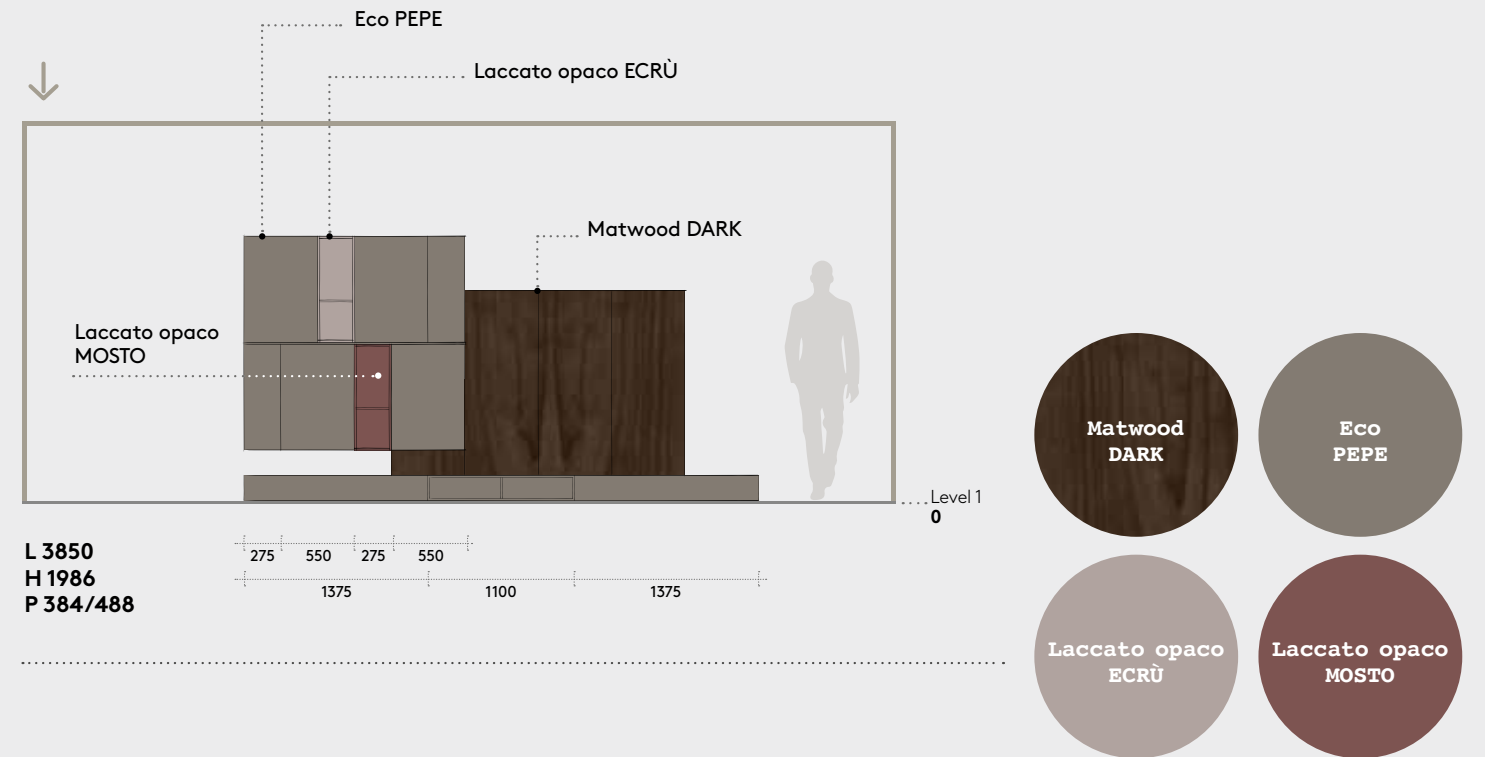 Eco PEPE
Laccato opaco ECRÙ
Matwood DARK
Laccato opaco
MOSTO
Level 1
0
L 3850
H 1986
P 384/488
275 550 275 550
1375 1100 1375
Matwood
DARK
Eco
PEPE
Laccato opaco
ECRÙ
Laccato opaco
MOSTO